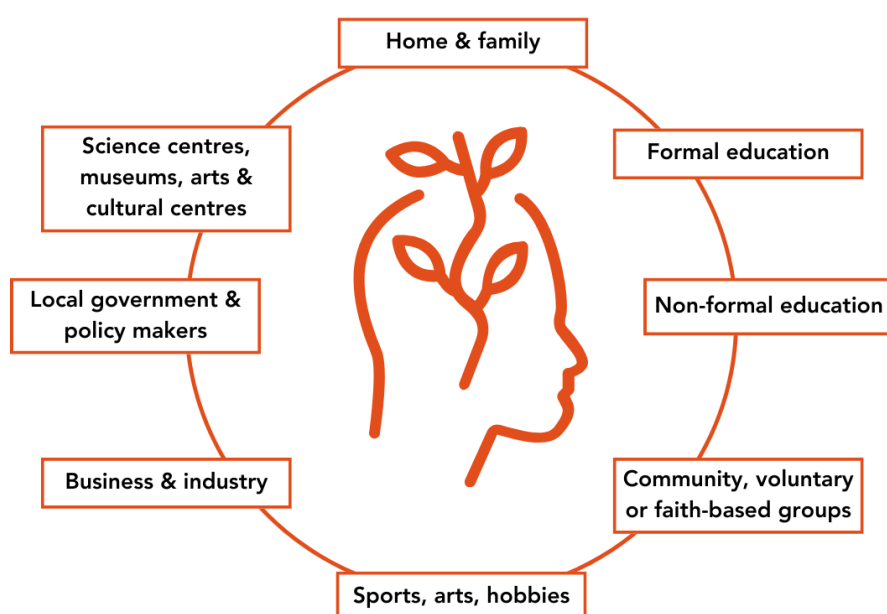 Home & family
Science centres,
museums, arts &
cultural centres
Formal education
Local government &
policy makers
Non-formal education
Business & industry
Community, voluntary
or faith-based groups
Sports, arts, hobbies